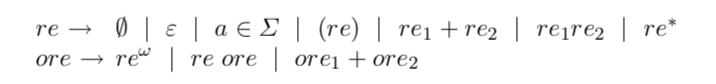 re → ∅ | ε | a ∈ Σ | (re) | re₁ + re₂ | re₁re₂ | re*
ore → re^ω | re ore | ore₁ + ore₂